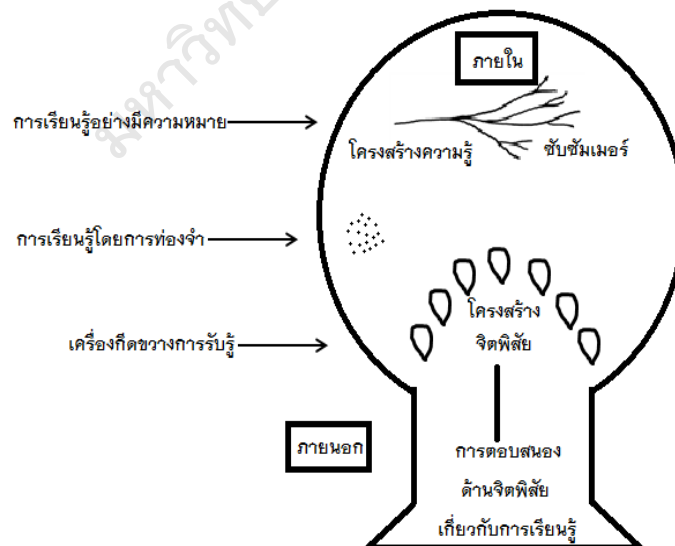 ภายใน
การเรียนรู้อย่างมีความหมาย
โครงสร้างความรู้
ซับซัมเมอร์
การเรียนรู้โดยการท่องจำ
โครงสร้าง
จิตพิสัย
เครื่องกีดขวางการรับรู้
ภายนอก
การตอบสนอง
ด้านจิตพิสัย
เกี่ยวกับการเรียนรู้